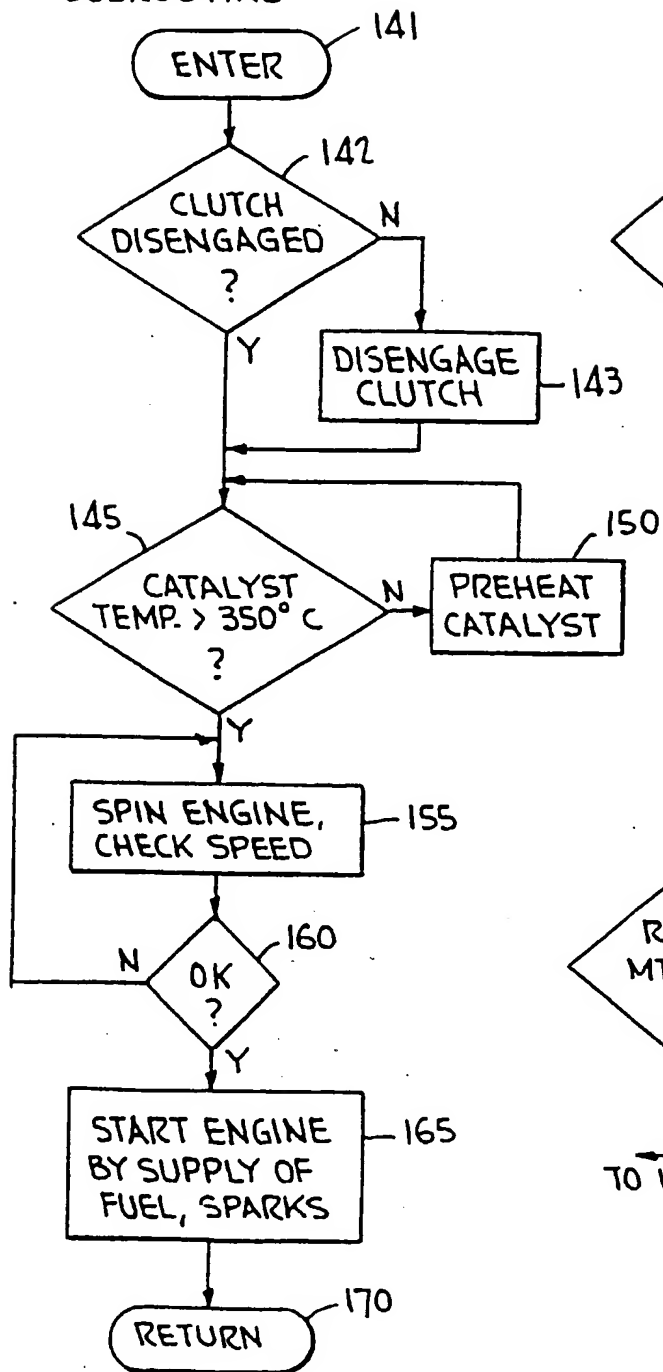 141
ENTER
142
CLUTCH
DISENGAGED
?
N
Y
DISENGAGE
CLUTCH
143
145
CATALYST
TEMP. > 350° C
?
N
Y
150
PREHEAT
CATALYST
SPIN ENGINE,
CHECK SPEED
155
160
OK
?
N
Y
START ENGINE
BY SUPPLY OF
FUEL, SPARKS
165
170
RETURN
TO